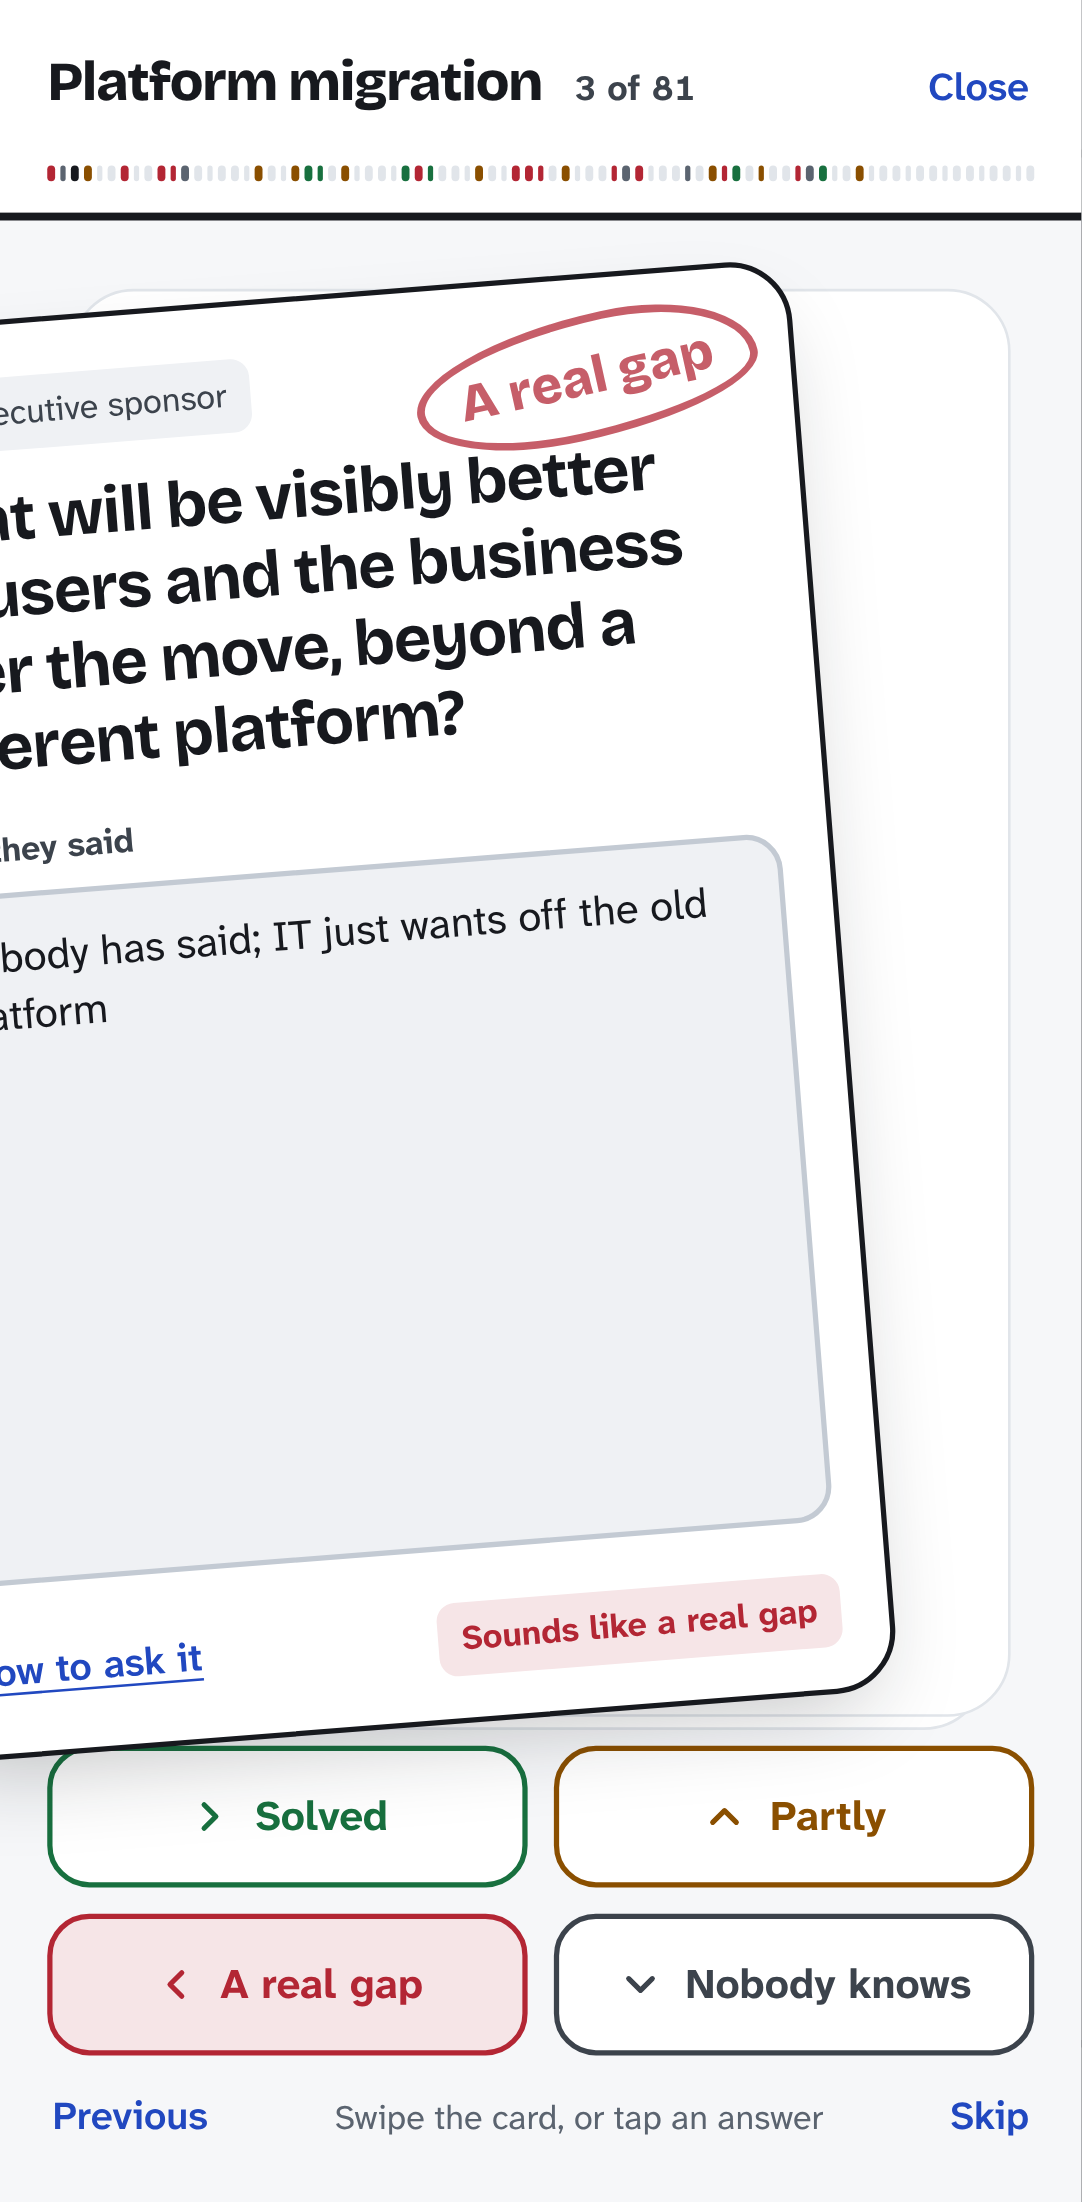 Platform migration 3 of 81 Close
ecutive sponsor
A real gap
at will be visibly better
users and the business
er the move, beyond a
erent platform?
they said
body has said; IT just wants off the old
atform
ow to ask it
Sounds like a real gap
Solved
Partly
A real gap
Nobody knows
Previous
Swipe the card, or tap an answer
Skip